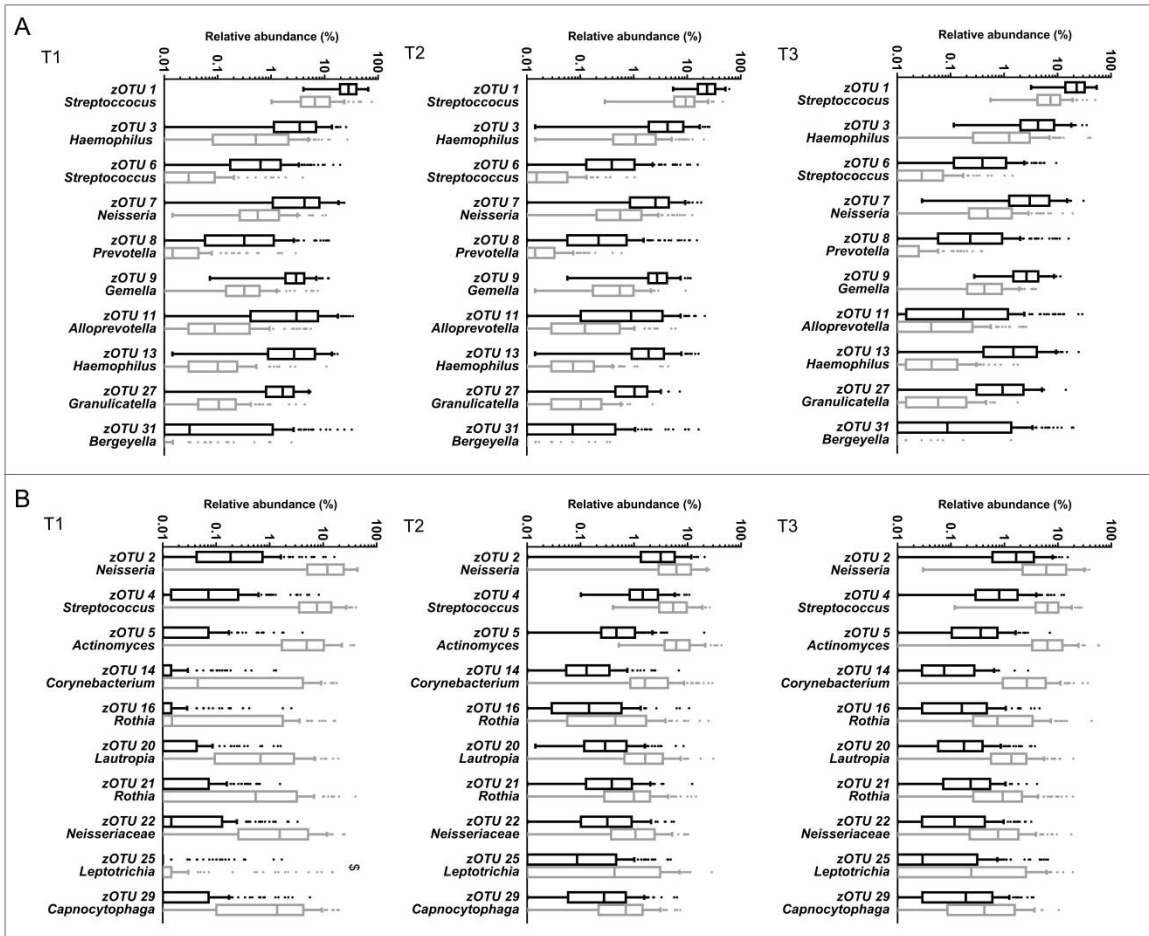 A
T1
Relative abundance (%)
0.01 0.1 1 10 100
zOTU 1
Streptoccocus
zOTU 3
Haemophilus
zOTU 6
Streptococcus
zOTU 7
Neisseria
zOTU 8
Prevotella
zOTU 9
Gemella
zOTU 11
Alloprevotella
zOTU 13
Haemophilus
zOTU 27
Granulicatella
zOTU 31
Bergeyella
T2
Relative abundance (%)
0.01 0.1 1 10 100
zOTU 1
Streptoccocus
zOTU 3
Haemophilus
zOTU 6
Streptococcus
zOTU 7
Neisseria
zOTU 8
Prevotella
zOTU 9
Gemella
zOTU 11
Alloprevotella
zOTU 13
Haemophilus
zOTU 27
Granulicatella
zOTU 31
Bergeyella
T3
Relative abundance (%)
0.01 0.1 1 10 100
zOTU 1
Streptoccocus
zOTU 3
Haemophilus
zOTU 6
Streptococcus
zOTU 7
Neisseria
zOTU 8
Prevotella
zOTU 9
Gemella
zOTU 11
Alloprevotella
zOTU 13
Haemophilus
zOTU 27
Granulicatella
zOTU 31
Bergeyella
B
T1
Relative abundance (%)
0.01 0.1 1 10 100
zOTU 2
Neisseria
zOTU 4
Streptococcus
zOTU 5
Actinomyces
zOTU 14
Corynebacterium
zOTU 16
Rothia
zOTU 20
Lautropia
zOTU 21
Rothia
zOTU 22
Neisseriaceae
zOTU 25
Leptotrichia
$
zOTU 29
Capnocytophaga
T2
Relative abundance (%)
0.01 0.1 1 10 100
zOTU 2
Neisseria
zOTU 4
Streptococcus
zOTU 5
Actinomyces
zOTU 14
Corynebacterium
zOTU 16
Rothia
zOTU 20
Lautropia
zOTU 21
Rothia
zOTU 22
Neisseriaceae
zOTU 25
Leptotrichia
zOTU 29
Capnocytophaga
T3
Relative abundance (%)
0.01 0.1 1 10 100
zOTU 2
Neisseria
zOTU 4
Streptococcus
zOTU 5
Actinomyces
zOTU 14
Corynebacterium
zOTU 16
Rothia
zOTU 20
Lautropia
zOTU 21
Rothia
zOTU 22
Neisseriaceae
zOTU 25
Leptotrichia
zOTU 29
Capnocytophaga